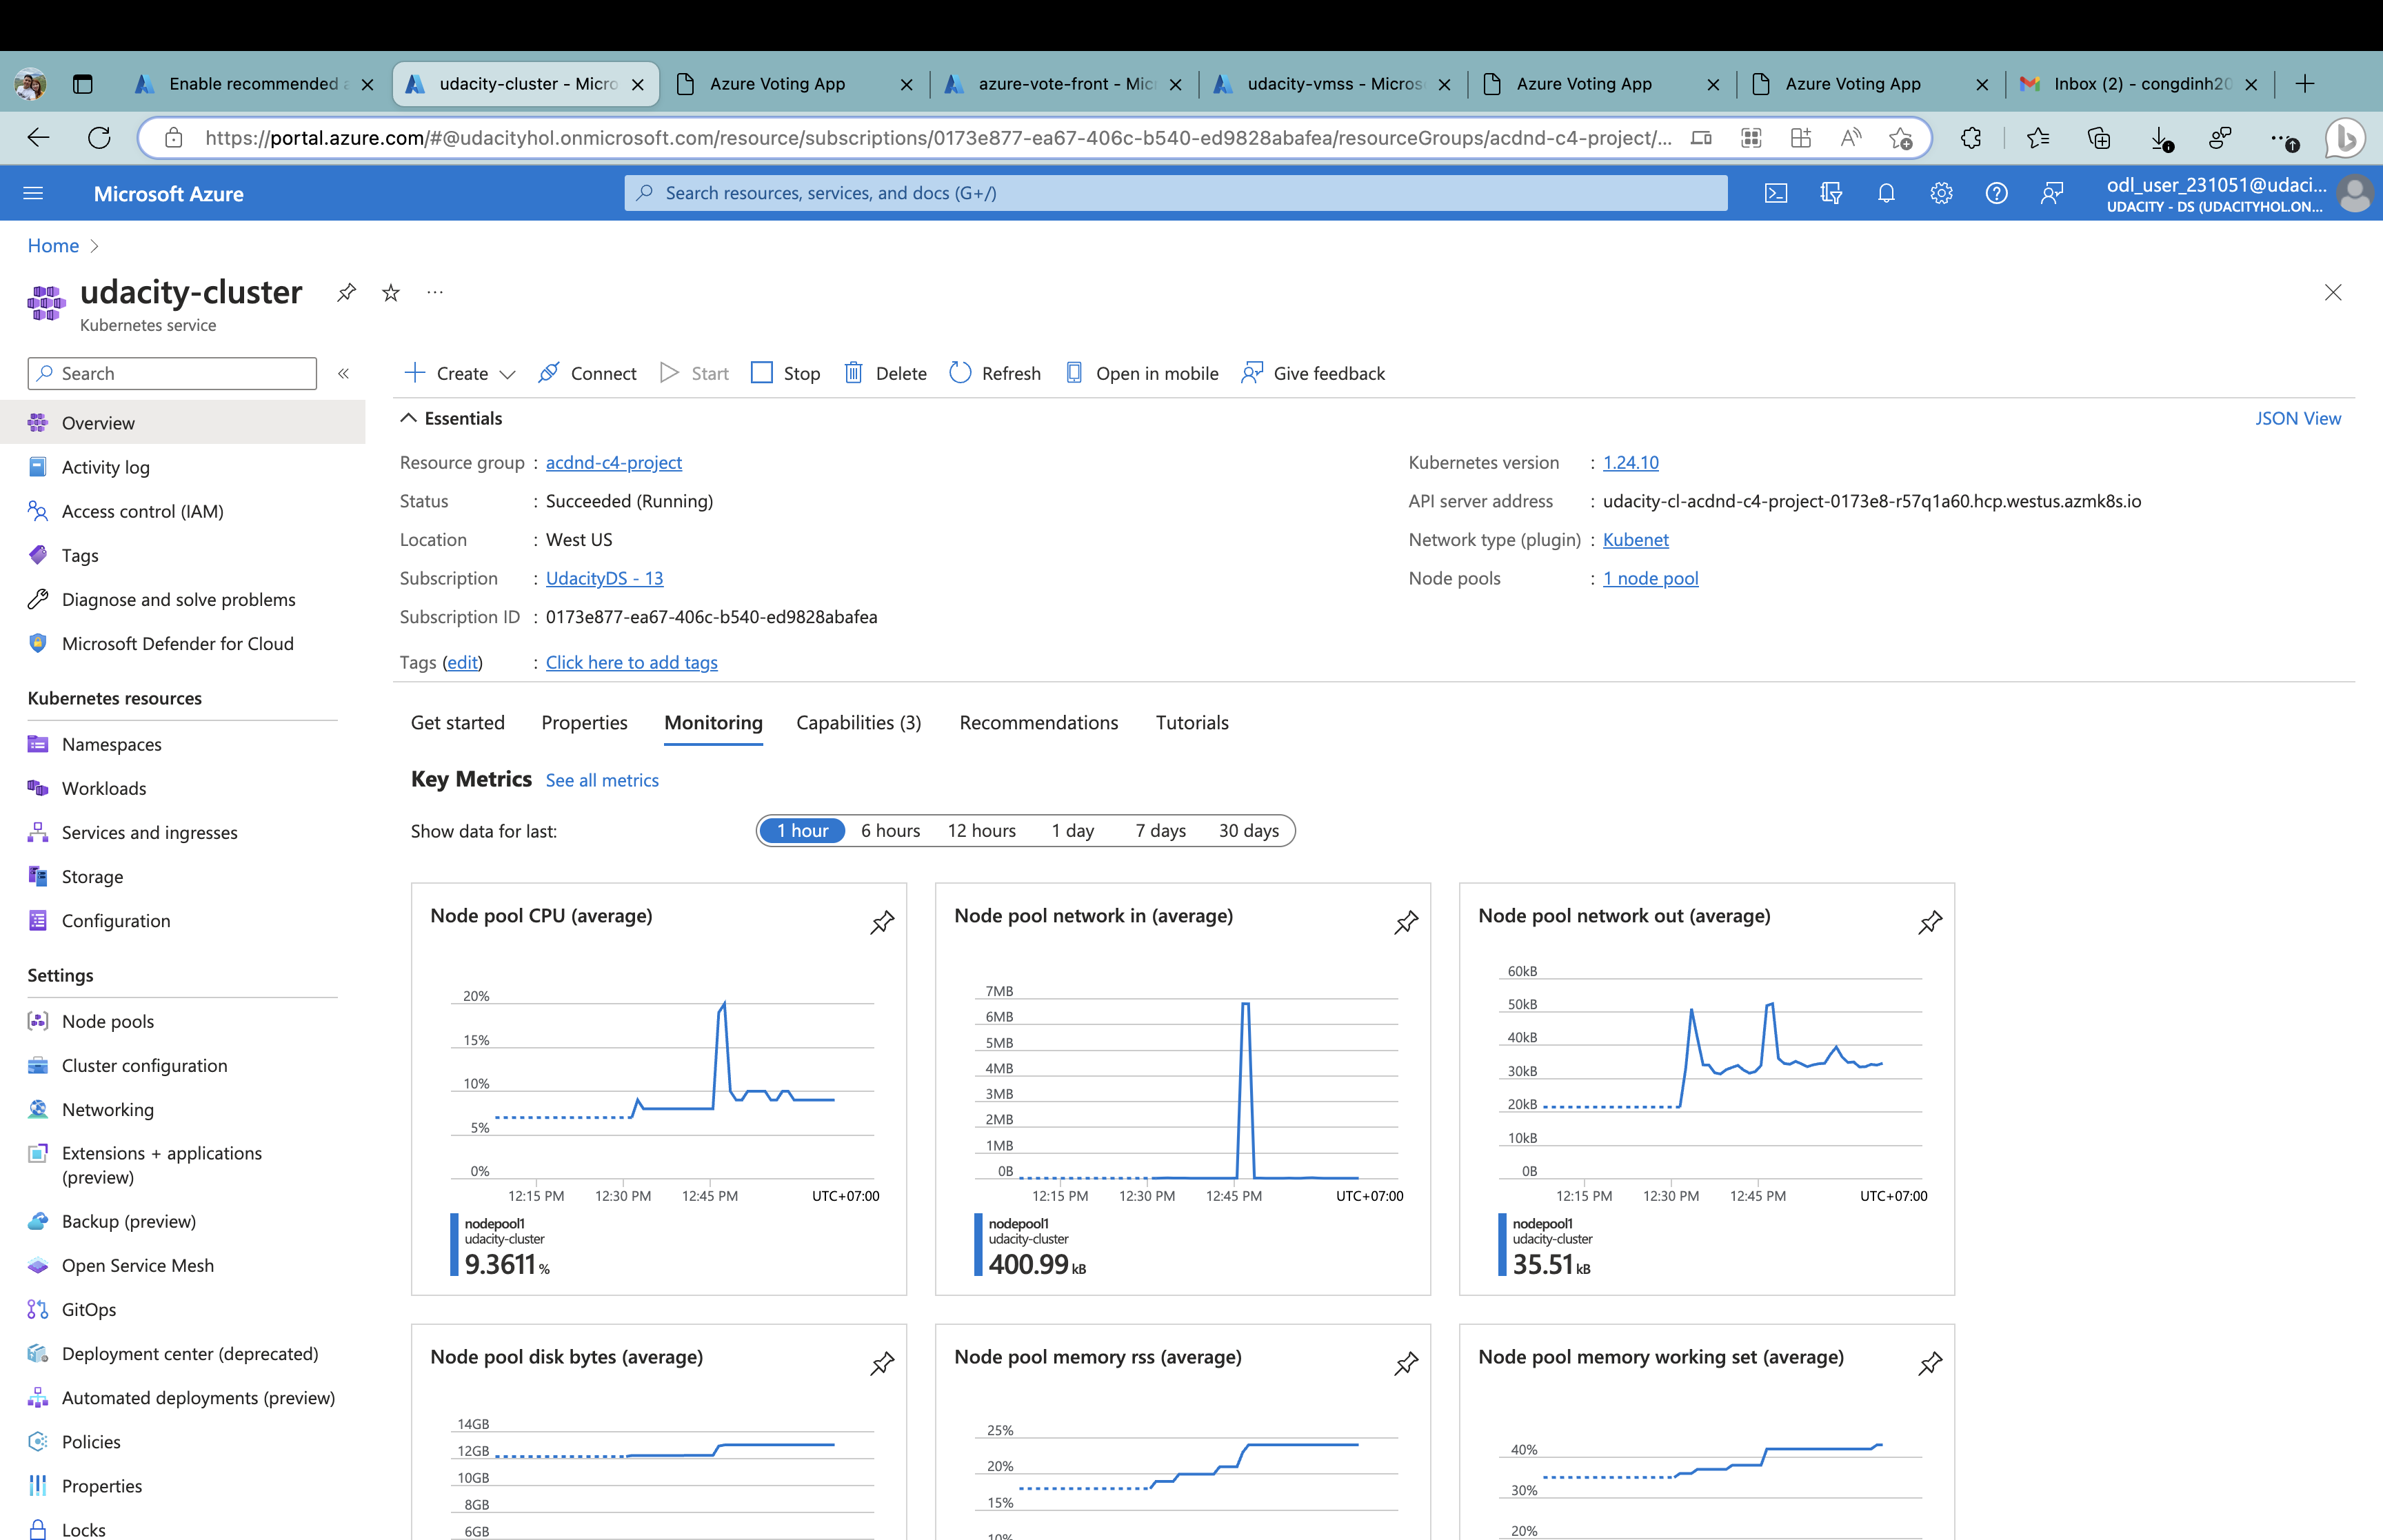 Enable recommended a
udacity-cluster - Micro
Azure Voting App
azure-vote-front - Mic
udacity-vmss - Micros
Azure Voting App
Azure Voting App
Inbox (2) - congdinh20
https://portal.azure.com/#@udacityhol.onmicrosoft.com/resource/subscriptions/0173e877-ea67-406c-b540-ed9828abafea/resourceGroups/acdnd-c4-project/...
Microsoft Azure
Search resources, services, and docs (G+/)
odl_user_231051@udaci...
UDACITY - DS (UDACITYHOL.ON...
Home
udacity-cluster
Kubernetes service
Search
Create
Connect
Start
Stop
Delete
Refresh
Open in mobile
Give feedback
Overview
Activity log
Access control (IAM)
Tags
Diagnose and solve problems
Microsoft Defender for Cloud
Kubernetes resources
Namespaces
Workloads
Services and ingresses
Storage
Configuration
Settings
Node pools
Cluster configuration
Networking
Extensions + applications
(preview)
Backup (preview)
Open Service Mesh
GitOps
Deployment center (deprecated)
Automated deployments (preview)
Policies
Properties
Locks
Essentials
JSON View
Resource group : acdnd-c4-project
Status : Succeeded (Running)
Location : West US
Subscription : UdacityDS - 13
Subscription ID : 0173e877-ea67-406c-b540-ed9828abafea
Tags (edit) : Click here to add tags
Kubernetes version : 1.24.10
API server address : udacity-cl-acdnd-c4-project-0173e8-r57q1a60.hcp.westus.azmk8s.io
Network type (plugin) : Kubenet
Node pools : 1 node pool
Get started
Properties
Monitoring
Capabilities (3)
Recommendations
Tutorials
Key Metrics
See all metrics
Show data for last:
1 hour
6 hours
12 hours
1 day
7 days
30 days
Node pool CPU (average)
20%
15%
10%
5%
0%
12:15 PM
12:30 PM
12:45 PM
UTC+07:00
nodepool1
udacity-cluster
9.3611 %
Node pool network in (average)
7MB
6MB
5MB
4MB
3MB
2MB
1MB
0B
12:15 PM
12:30 PM
12:45 PM
UTC+07:00
nodepool1
udacity-cluster
400.99 kB
Node pool network out (average)
60kB
50kB
40kB
30kB
20kB
10kB
0B
12:15 PM
12:30 PM
12:45 PM
UTC+07:00
nodepool1
udacity-cluster
35.51 kB
Node pool disk bytes (average)
14GB
12GB
10GB
8GB
6GB
Node pool memory rss (average)
25%
20%
15%
10%
Node pool memory working set (average)
40%
30%
20%